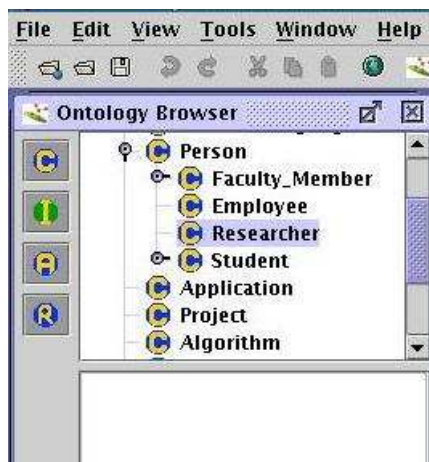 File Edit View Tools Window Help
Ontology Browser
C Person
C Faculty_Member
C Employee
C Researcher
C Student
C Application
C Project
C Algorithm
C
I
A
R